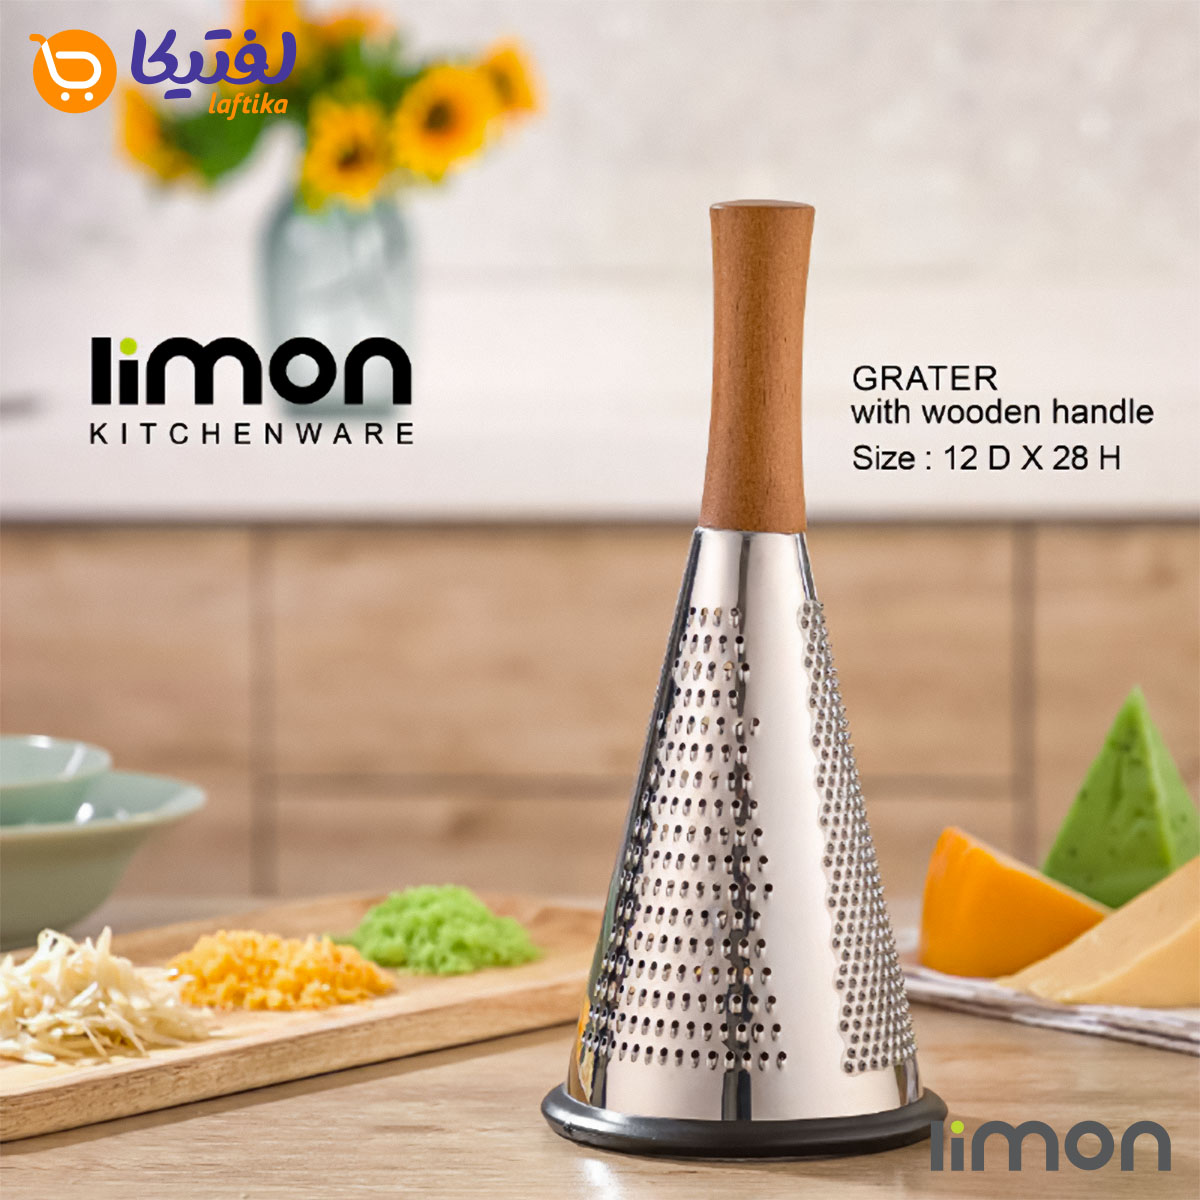 لفتیکا
laftika
limon
KITCHENWARE
GRATER
with wooden handle
Size : 12 D X 28 H
limon